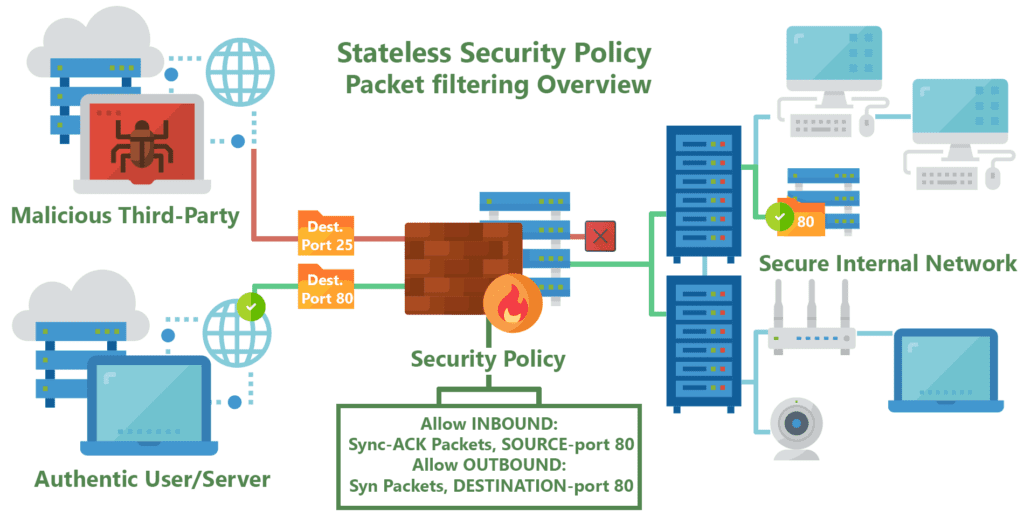 Stateless Security Policy
Packet filtering Overview
Malicious Third-Party
Dest.
Port 25
Dest.
Port 80
80
Secure Internal Network
Security Policy
Allow INBOUND:
Sync-ACK Packets, SOURCE-port 80
Allow OUTBOUND:
Syn Packets, DESTINATION-port 80
Authentic User/Server